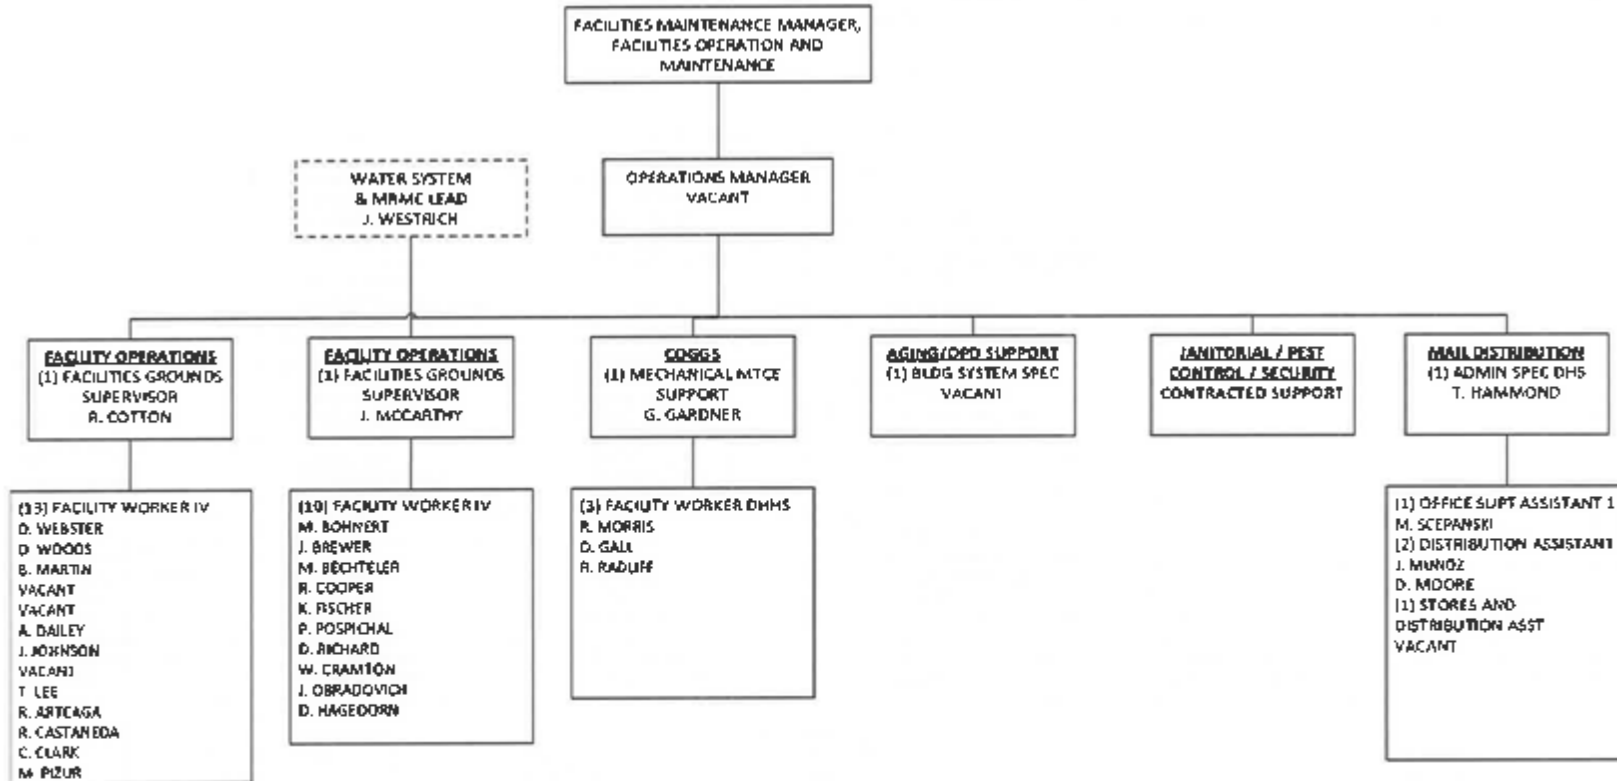 FACILITIES MAINTENANCE MANAGER,
FACILITIES OPERATION AND
MAINTENANCE
WATER SYSTEM
& MRMC LEAD
J. WESTRICH
OPERATIONS MANAGER
VACANT
FACILITY OPERATIONS
(1) FACILITIES GROUNDS
SUPERVISOR
R. COTTON
FACILITY OPERATIONS
(1) FACILITIES GROUNDS
SUPERVISOR
J. MCCARTHY
COGGS
(1) MECHANICAL MTCE
SUPPORT
G. GARDNER
AGING/DPD SUPPORT
(1) BLDG SYSTEM SPEC
VACANT
JANITORIAL / PEST
CONTROL / SECURITY
CONTRACTED SUPPORT
MAIL DISTRIBUTION
(1) ADMIN SPEC DHS
T. HAMMOND
(13) FACILITY WORKER IV
D. WEBSTER
D. WOODS
B. MARTIN
VACANT
VACANT
A. DAILEY
J. JOHNSON
VACANT
T. LEE
R. ARTEAGA
R. CASTANEDA
C. CLARK
M. PIZUR
(10) FACILITY WORKER IV
M. BOHNERT
J. BREWER
M. BECHTELER
R. COOPER
K. FISCHER
P. POSPICHAL
D. RICHARD
W. CRAMTON
J. OBRADOVICH
D. HAGEDORN
(3) FACILITY WORKER DHHS
R. MORRIS
D. GALL
R. RADUFF
(1) OFFICE SUPT ASSISTANT 1
M. SCEPANSKI
(2) DISTRIBUTION ASSISTANT
J. MUNOZ
D. MOORE
(1) STORES AND
DISTRIBUTION ASST
VACANT